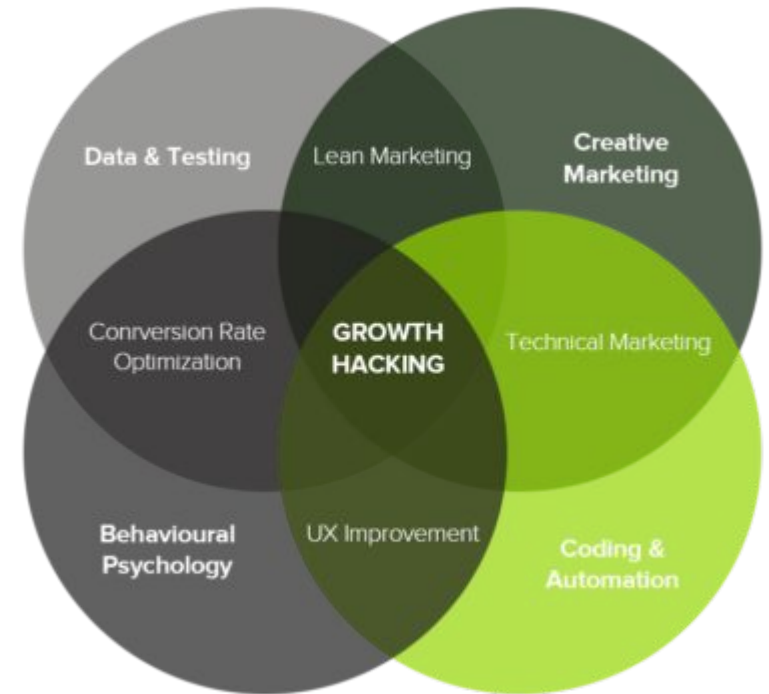 Data & Testing
Lean Marketing
Creative
Marketing
Conrversion Rate
Optimization
GROWTH
HACKING
Technical Marketing
Behavioural
Psychology
UX Improvement
Coding &
Automation